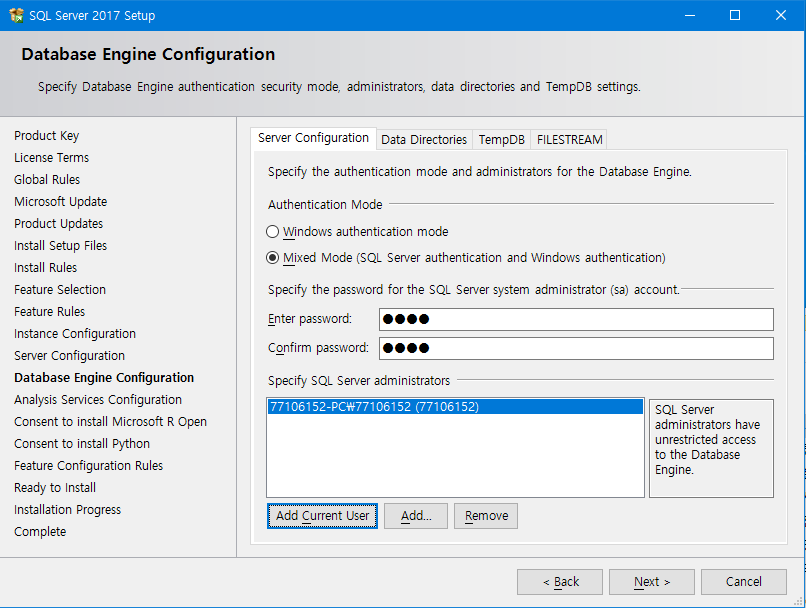 SQL Server 2017 Setup
Database Engine Configuration
Specify Database Engine authentication security mode, administrators, data directories and TempDB settings.
Product Key
License Terms
Global Rules
Microsoft Update
Product Updates
Install Setup Files
Install Rules
Feature Selection
Feature Rules
Instance Configuration
Server Configuration
Database Engine Configuration
Analysis Services Configuration
Consent to install Microsoft R Open
Consent to install Python
Feature Configuration Rules
Ready to Install
Installation Progress
Complete
Server Configuration Data Directories TempDB FILESTREAM
Specify the authentication mode and administrators for the Database Engine.
Authentication Mode
Windows authentication mode
Mixed Mode (SQL Server authentication and Windows authentication)
Specify the password for the SQL Server system administrator (sa) account.
Enter password: ●●●●
Confirm password: ●●●●
Specify SQL Server administrators
77106152-PC₩77106152 (77106152)
SQL Server
administrators have
unrestricted access
to the Database
Engine.
Add Current User Add... Remove
< Back Next > Cancel